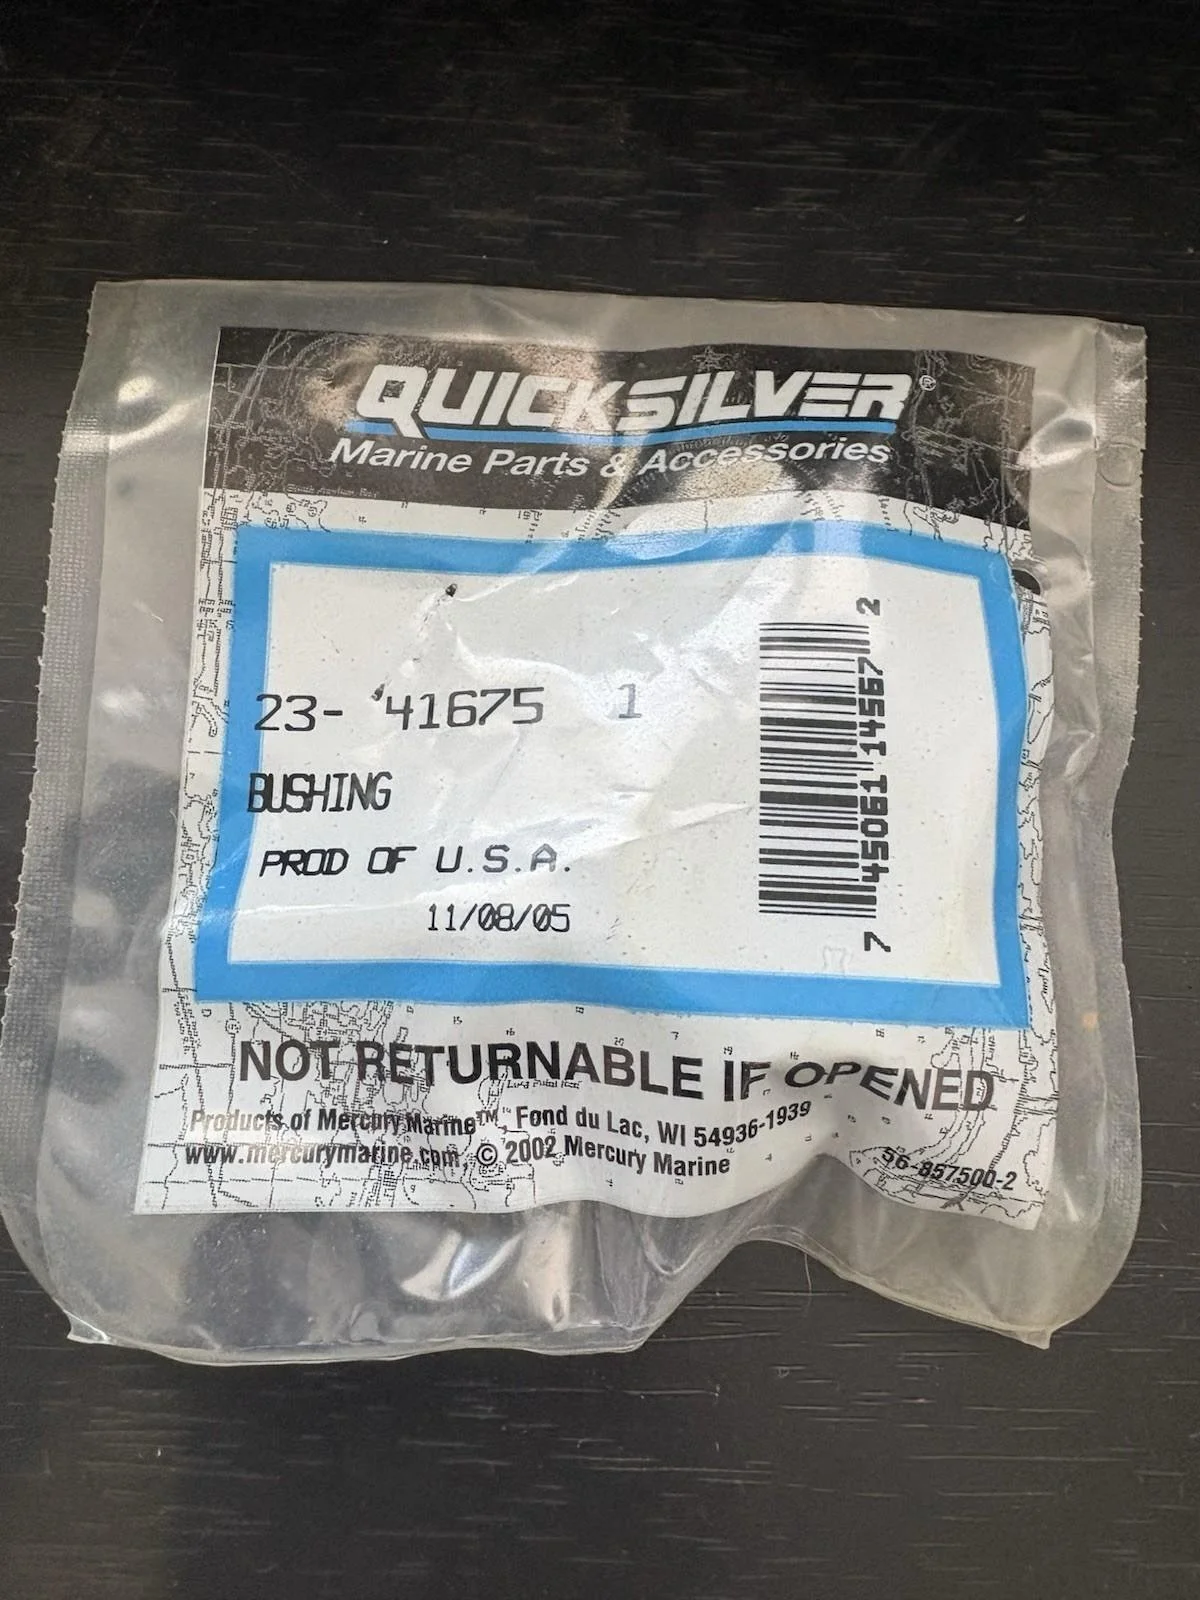 QUICKSILVER®
Marine Parts & Accessories
23- 41675 1
BUSHING
PROD OF U.S.A.
11/08/05
7 45061 14557 2
NOT RETURNABLE IF OPENED
Products of Mercury Marine™ Fond du Lac, WI 54936-1939
www.mercurymarine.com © 2002 Mercury Marine
56-857500-2